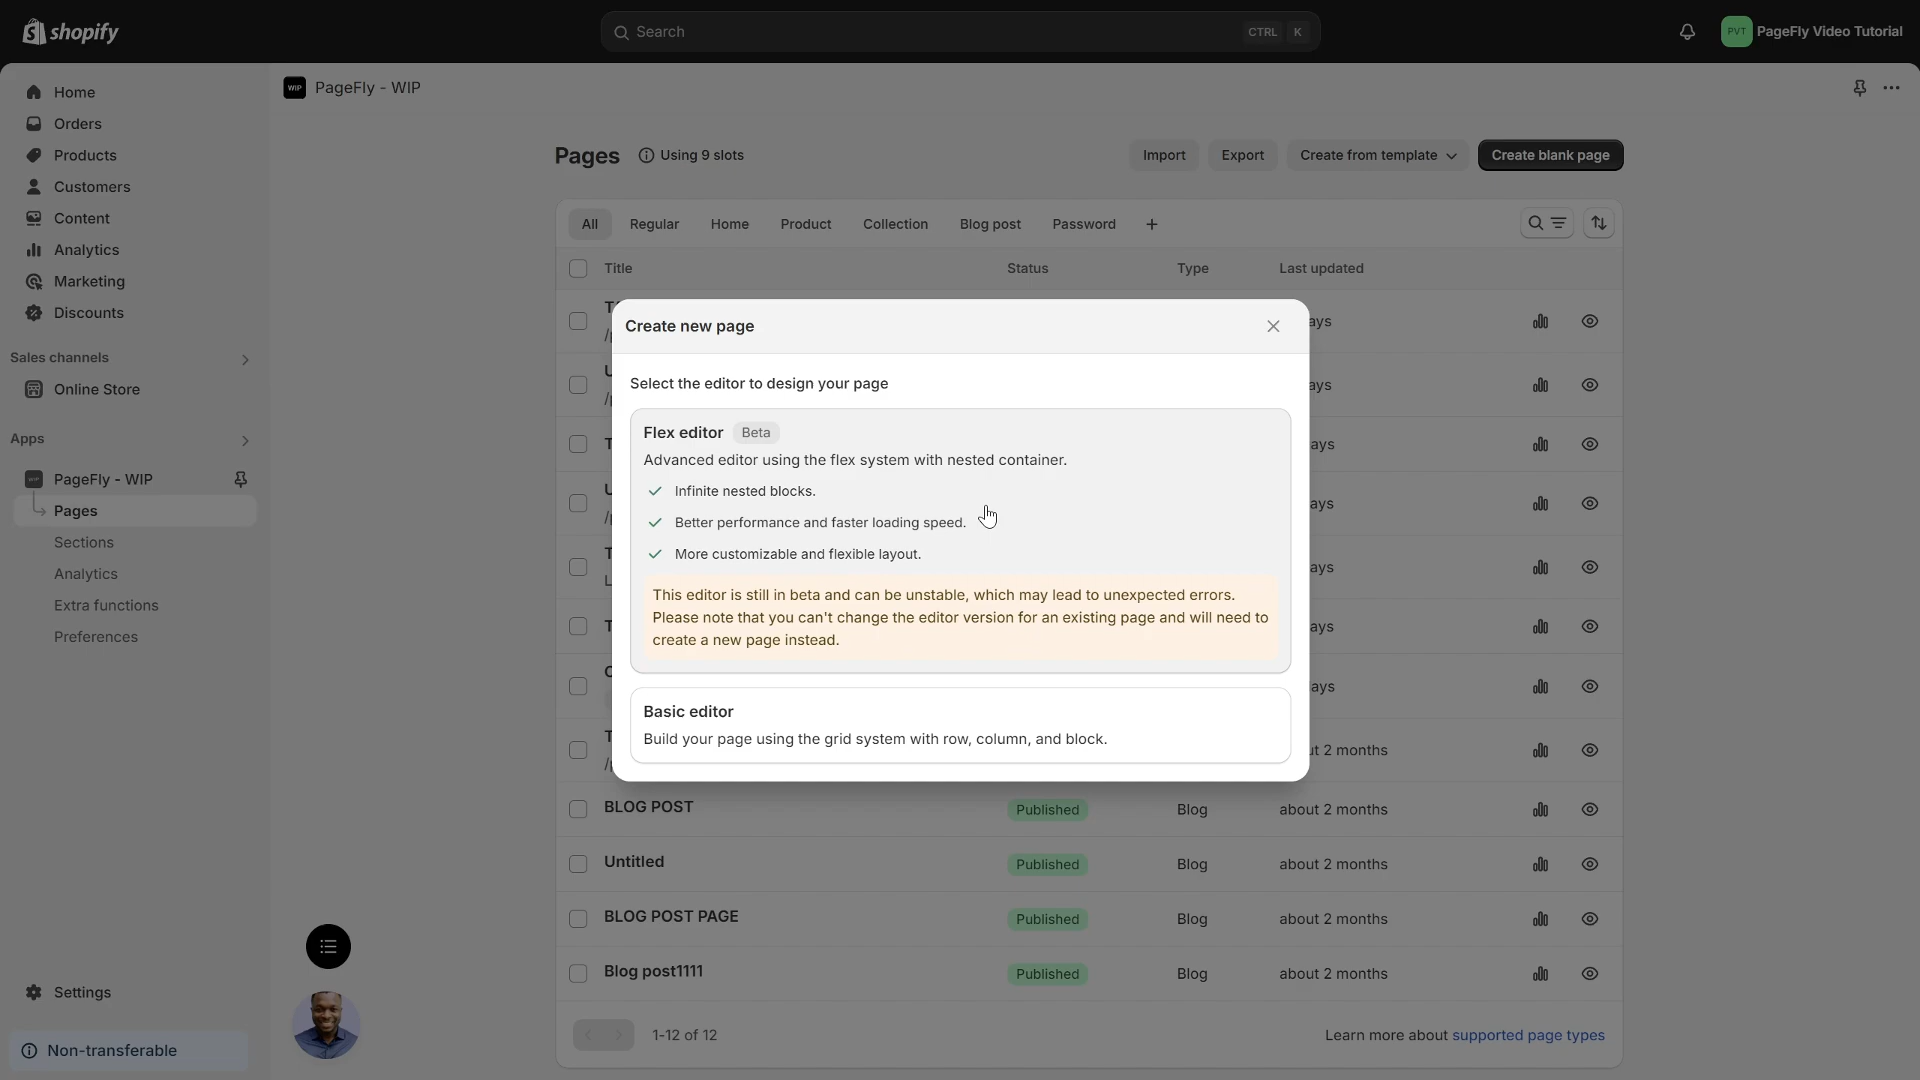 shopify
Search
CTRL K
PVT
PageFly Video Tutorial
Home
Orders
Products
Customers
Content
Analytics
Marketing
Discounts
Sales channels
Online Store
Apps
PageFly - WIP
Pages
Sections
Analytics
Extra functions
Preferences
Settings
Non-transferable
WIP PageFly - WIP
Pages
Using 9 slots
Import
Export
Create from template
Create blank page
All Regular Home Product Collection Blog post Password +
Title Status Type Last updated
Create new page
Select the editor to design your page
Flex editor Beta
Advanced editor using the flex system with nested container.
Infinite nested blocks.
Better performance and faster loading speed.
More customizable and flexible layout.
This editor is still in beta and can be unstable, which may lead to unexpected errors.
Please note that you can't change the editor version for an existing page and will need to
create a new page instead.
Basic editor
Build your page using the grid system with row, column, and block.
2 months
BLOG POST Published Blog about 2 months
Untitled Published Blog about 2 months
BLOG POST PAGE Published Blog about 2 months
Blog post1111 Published Blog about 2 months
1-12 of 12
Learn more about supported page types